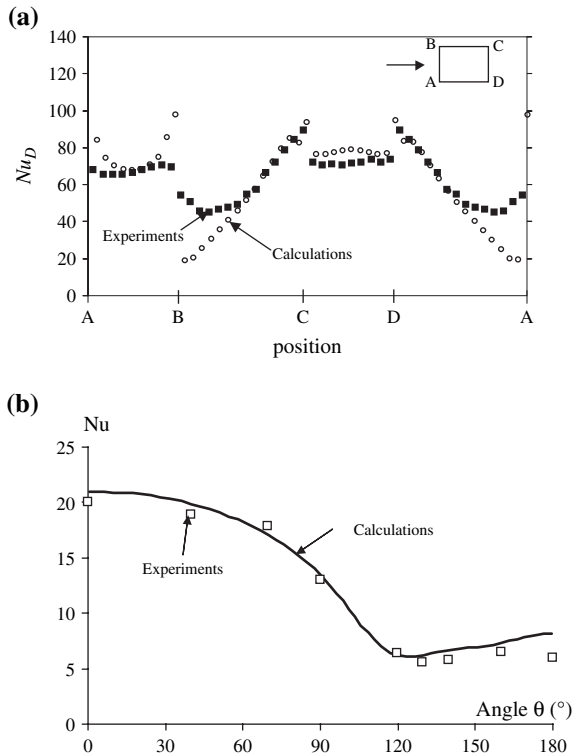 (a)
140
120
100
80
60
40
20
0
Nu_D
B C
A D
Experiments
Calculations
A B C D A
position
(b)
Nu
25
20
15
10
5
0
Calculations
Experiments
Angle θ (°)
0 30 60 90 120 150 180